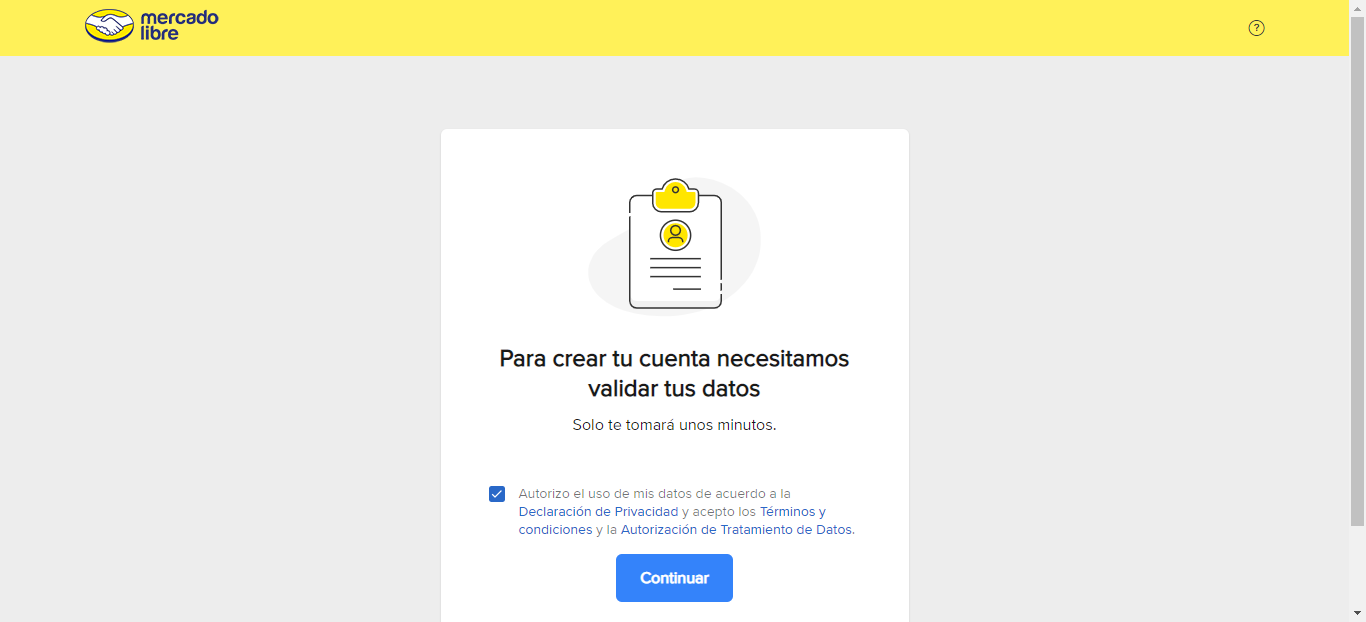 mercado
libre
?
Para crear tu cuenta necesitamos
validar tus datos
Solo te tomará unos minutos.
Autorizo el uso de mis datos de acuerdo a la
Declaración de Privacidad y acepto los Términos y
condiciones y la Autorización de Tratamiento de Datos.
Continuar